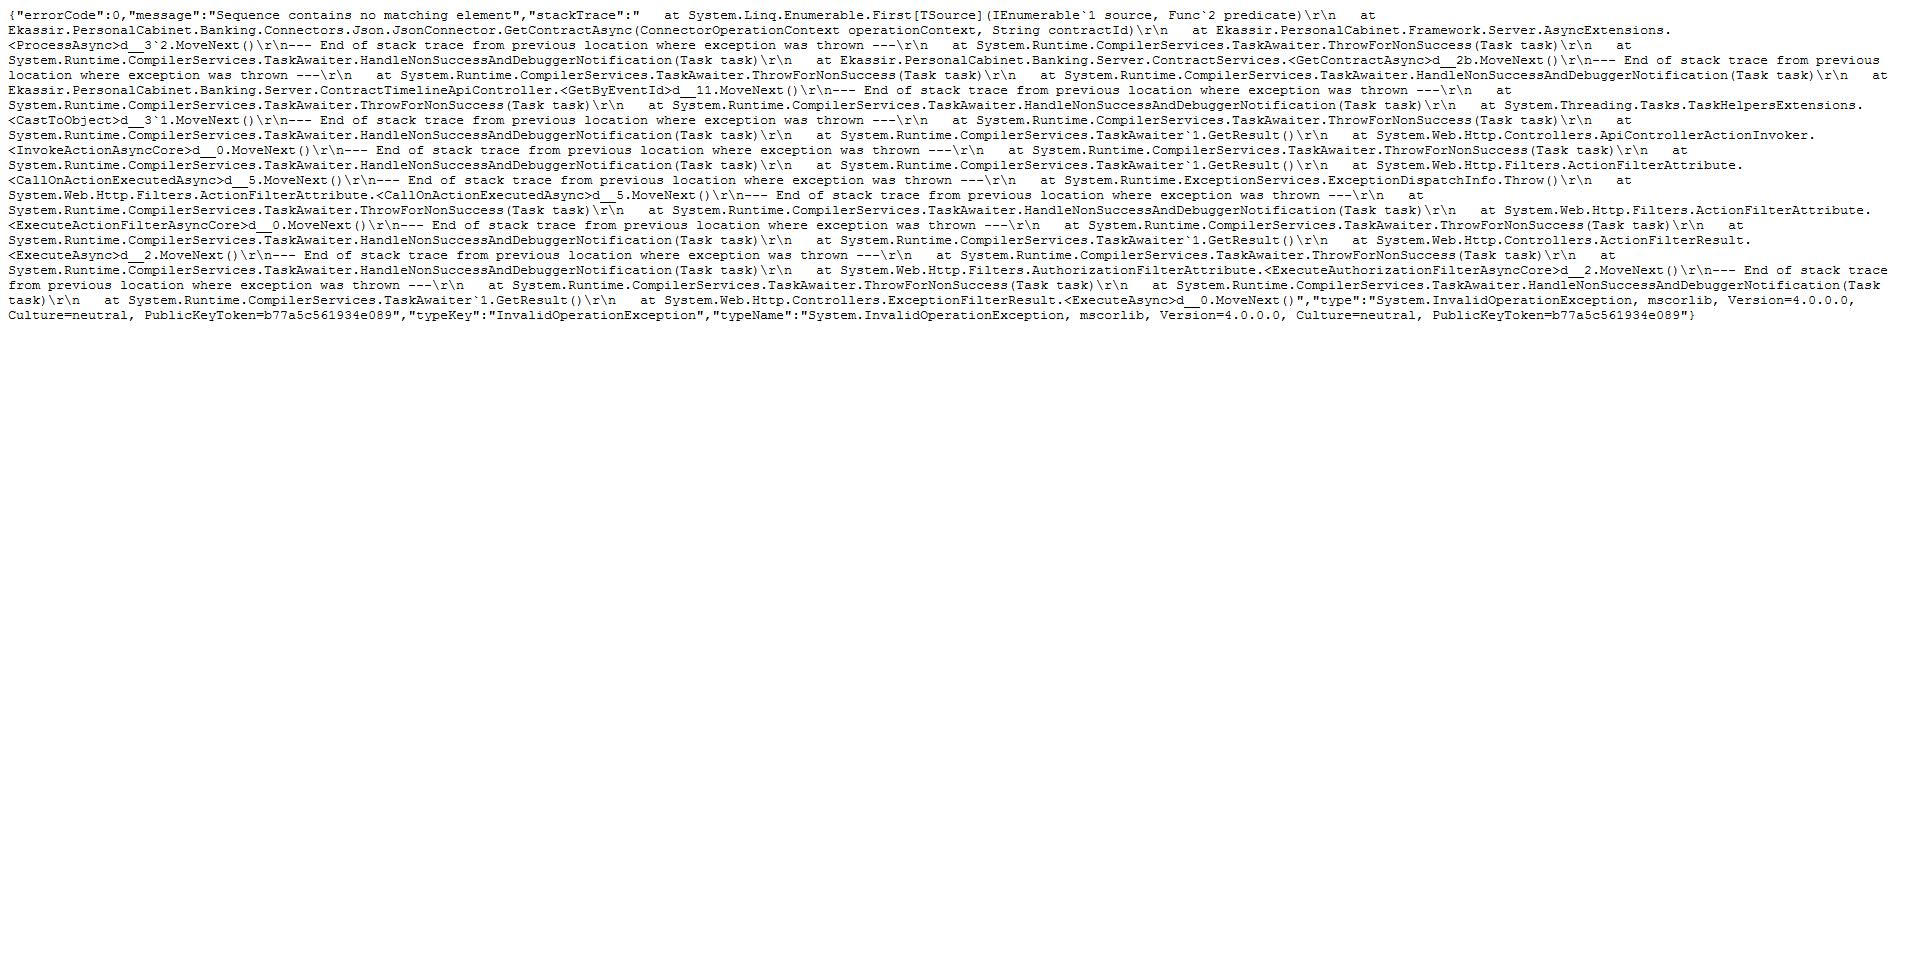 {"errorCode":0,"message":"Sequence contains no matching element","stackTrace":"   at System.Linq.Enumerable.First[TSource](IEnumerable`1 source, Func`2 predicate)\r\n   at
Ekassir.PersonalCabinet.Banking.Connectors.Json.JsonConnector.GetContractAsync(ConnectorOperationContext operationContext, String contractId)\r\n   at Ekassir.PersonalCabinet.Framework.Server.AsyncExtensions.
<ProcessAsync>d__3`2.MoveNext()\r\n--- End of stack trace from previous location where exception was thrown ---\r\n   at System.Runtime.CompilerServices.TaskAwaiter.ThrowForNonSuccess(Task task)\r\n   at
System.Runtime.CompilerServices.TaskAwaiter.HandleNonSuccessAndDebuggerNotification(Task task)\r\n   at Ekassir.PersonalCabinet.Banking.Server.ContractServices.<GetContractAsync>d__2b.MoveNext()\r\n--- End of stack trace from previous
location where exception was thrown ---\r\n   at System.Runtime.CompilerServices.TaskAwaiter.ThrowForNonSuccess(Task task)\r\n   at System.Runtime.CompilerServices.TaskAwaiter.HandleNonSuccessAndDebuggerNotification(Task task)\r\n   at
Ekassir.PersonalCabinet.Banking.Server.ContractTimelineApiController.<GetByEventId>d__11.MoveNext()\r\n--- End of stack trace from previous location where exception was thrown ---\r\n   at
System.Runtime.CompilerServices.TaskAwaiter.ThrowForNonSuccess(Task task)\r\n   at System.Runtime.CompilerServices.TaskAwaiter.HandleNonSuccessAndDebuggerNotification(Task task)\r\n   at System.Threading.Tasks.TaskHelpersExtensions.
<CastToObject>d__3`1.MoveNext()\r\n--- End of stack trace from previous location where exception was thrown ---\r\n   at System.Runtime.CompilerServices.TaskAwaiter.ThrowForNonSuccess(Task task)\r\n   at
System.Runtime.CompilerServices.TaskAwaiter.HandleNonSuccessAndDebuggerNotification(Task task)\r\n   at System.Runtime.CompilerServices.TaskAwaiter`1.GetResult()\r\n   at System.Web.Http.Controllers.ApiControllerActionInvoker.
<InvokeActionAsyncCore>d__0.MoveNext()\r\n--- End of stack trace from previous location where exception was thrown ---\r\n   at System.Runtime.CompilerServices.TaskAwaiter.ThrowForNonSuccess(Task task)\r\n   at
System.Runtime.CompilerServices.TaskAwaiter.HandleNonSuccessAndDebuggerNotification(Task task)\r\n   at System.Runtime.CompilerServices.TaskAwaiter`1.GetResult()\r\n   at System.Web.Http.Filters.ActionFilterAttribute.
<CallOnActionExecutedAsync>d__5.MoveNext()\r\n--- End of stack trace from previous location where exception was thrown ---\r\n   at System.Runtime.ExceptionServices.ExceptionDispatchInfo.Throw()\r\n   at
System.Web.Http.Filters.ActionFilterAttribute.<CallOnActionExecutedAsync>d__5.MoveNext()\r\n--- End of stack trace from previous location where exception was thrown ---\r\n   at
System.Runtime.CompilerServices.TaskAwaiter.ThrowForNonSuccess(Task task)\r\n   at System.Runtime.CompilerServices.TaskAwaiter.HandleNonSuccessAndDebuggerNotification(Task task)\r\n   at System.Web.Http.Filters.ActionFilterAttribute.
<ExecuteActionFilterAsyncCore>d__0.MoveNext()\r\n--- End of stack trace from previous location where exception was thrown ---\r\n   at System.Runtime.CompilerServices.TaskAwaiter.ThrowForNonSuccess(Task task)\r\n   at
System.Runtime.CompilerServices.TaskAwaiter.HandleNonSuccessAndDebuggerNotification(Task task)\r\n   at System.Runtime.CompilerServices.TaskAwaiter`1.GetResult()\r\n   at System.Web.Http.Controllers.ActionFilterResult.
<ExecuteAsync>d__2.MoveNext()\r\n--- End of stack trace from previous location where exception was thrown ---\r\n   at System.Runtime.CompilerServices.TaskAwaiter.ThrowForNonSuccess(Task task)\r\n   at
System.Runtime.CompilerServices.TaskAwaiter.HandleNonSuccessAndDebuggerNotification(Task task)\r\n   at System.Web.Http.Filters.AuthorizationFilterAttribute.<ExecuteAuthorizationFilterAsyncCore>d__2.MoveNext()\r\n--- End of stack trace
from previous location where exception was thrown ---\r\n   at System.Runtime.CompilerServices.TaskAwaiter.ThrowForNonSuccess(Task task)\r\n   at System.Runtime.CompilerServices.TaskAwaiter.HandleNonSuccessAndDebuggerNotification(Task
task)\r\n   at System.Runtime.CompilerServices.TaskAwaiter`1.GetResult()\r\n   at System.Web.Http.Controllers.ExceptionFilterResult.<ExecuteAsync>d__0.MoveNext()","type":"System.InvalidOperationException, mscorlib, Version=4.0.0.0,
Culture=neutral, PublicKeyToken=b77a5c561934e089","typeKey":"InvalidOperationException","typeName":"System.InvalidOperationException, mscorlib, Version=4.0.0.0, Culture=neutral, PublicKeyToken=b77a5c561934e089"}